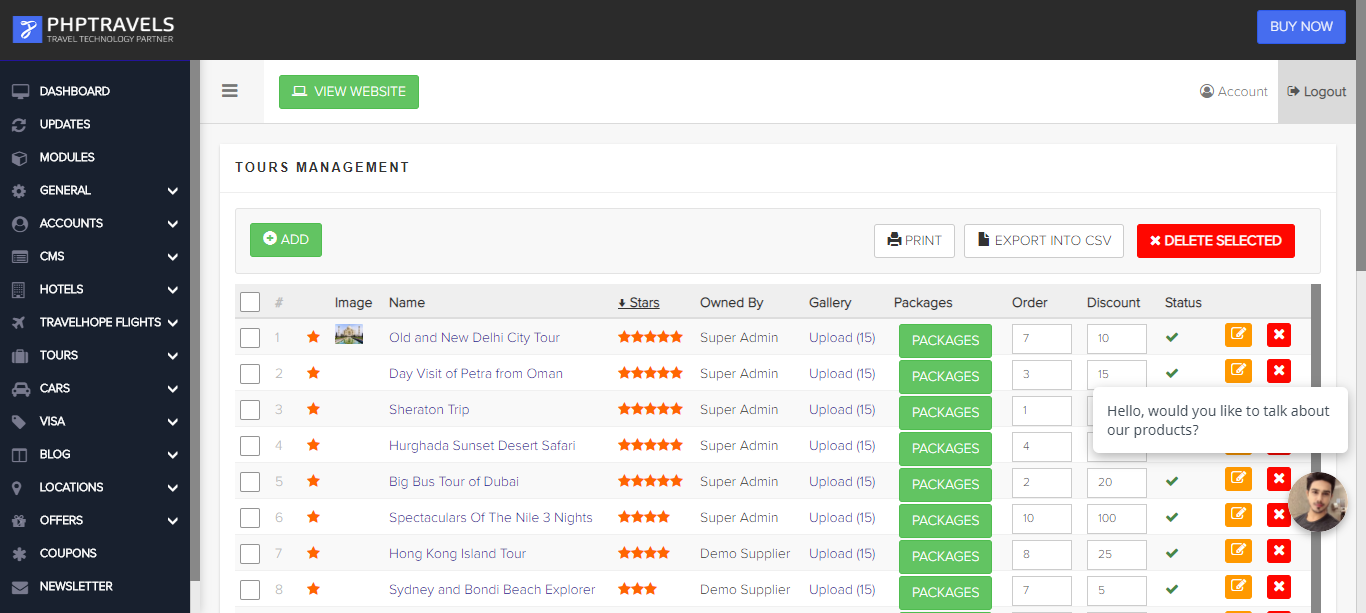 PHPTRAVELS
TRAVEL TECHNOLOGY PARTNER
BUY NOW
DASHBOARD
UPDATES
MODULES
GENERAL
ACCOUNTS
CMS
HOTELS
TRAVELHOPE FLIGHTS
TOURS
CARS
VISA
BLOG
LOCATIONS
OFFERS
COUPONS
NEWSLETTER
VIEW WEBSITE
Account
Logout
TOURS MANAGEMENT
ADD
PRINT
EXPORT INTO CSV
DELETE SELECTED
# Image Name Stars Owned By Gallery Packages Order Discount Status
1 Old and New Delhi City Tour Super Admin Upload (15) PACKAGES 7 10
2 Day Visit of Petra from Oman Super Admin Upload (15) PACKAGES 3 15
3 Sheraton Trip Super Admin Upload (15) PACKAGES 1
4 Hurghada Sunset Desert Safari Super Admin Upload (15) PACKAGES 4
Hello, would you like to talk about
our products?
5 Big Bus Tour of Dubai Super Admin Upload (15) PACKAGES 2 20
6 Spectaculars Of The Nile 3 Nights Super Admin Upload (15) PACKAGES 10 100
7 Hong Kong Island Tour Demo Supplier Upload (15) PACKAGES 8 25
8 Sydney and Bondi Beach Explorer Demo Supplier Upload (15) PACKAGES 7 5